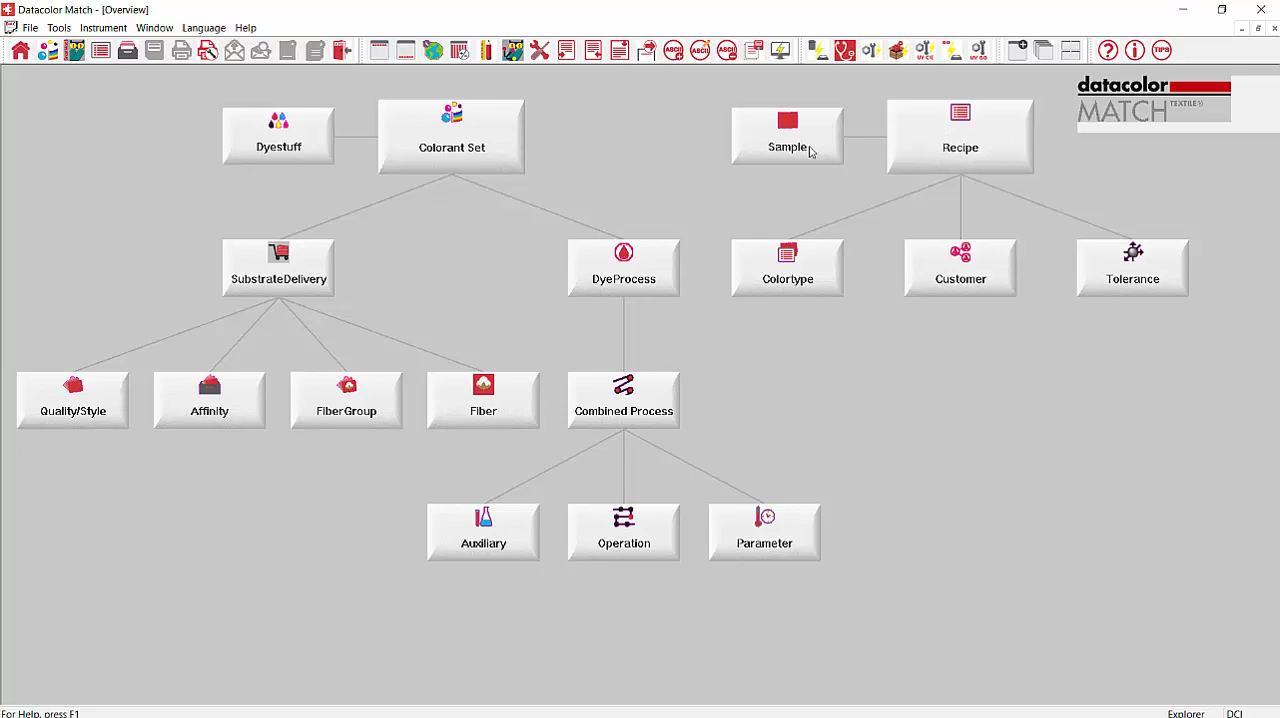 Datacolor Match - [Overview]
File Tools Instrument Window Language Help
datacolor
MATCH TEXTILE®
Dyestuff
Colorant Set
Sample
Recipe
SubstrateDelivery
DyeProcess
Colortype
Customer
Tolerance
Quality/Style
Affinity
FiberGroup
Fiber
Combined Process
Auxiliary
Operation
Parameter
For Help, press F1
Explorer
DCI